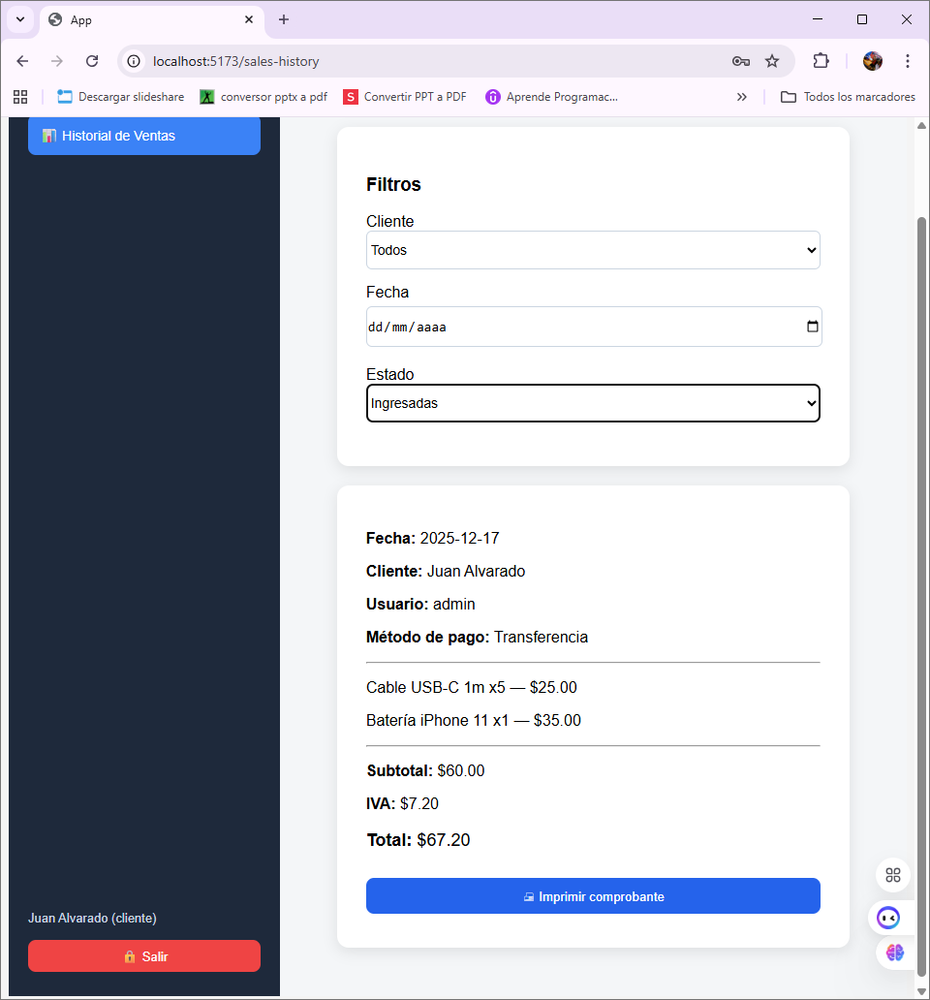 App
localhost:5173/sales-history
Descargar slideshare
conversor pptx a pdf
S
Convertir PPT a PDF
Aprende Programac...
Todos los marcadores
Historial de Ventas
Filtros
Cliente
Todos
Fecha
dd/mm/aaaa
Estado
Ingresadas
Fecha: 2025-12-17
Cliente: Juan Alvarado
Usuario: admin
Método de pago: Transferencia
Cable USB-C 1m x5 — $25.00
Batería iPhone 11 x1 — $35.00
Subtotal: $60.00
IVA: $7.20
Total: $67.20
Imprimir comprobante
Juan Alvarado (cliente)
Salir